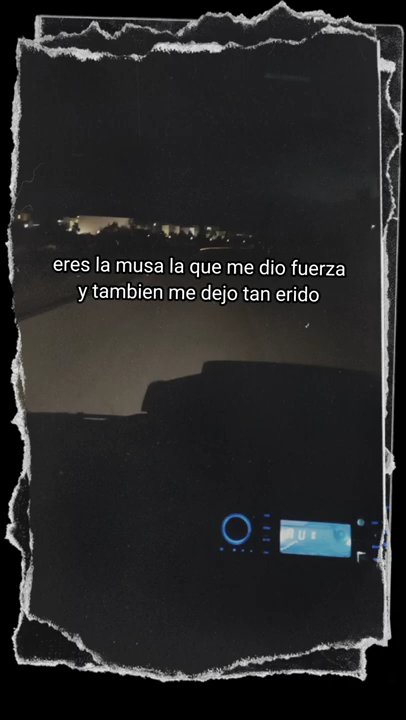 eres la musa la que me dio fuerza
y tambien me dejo tan erido